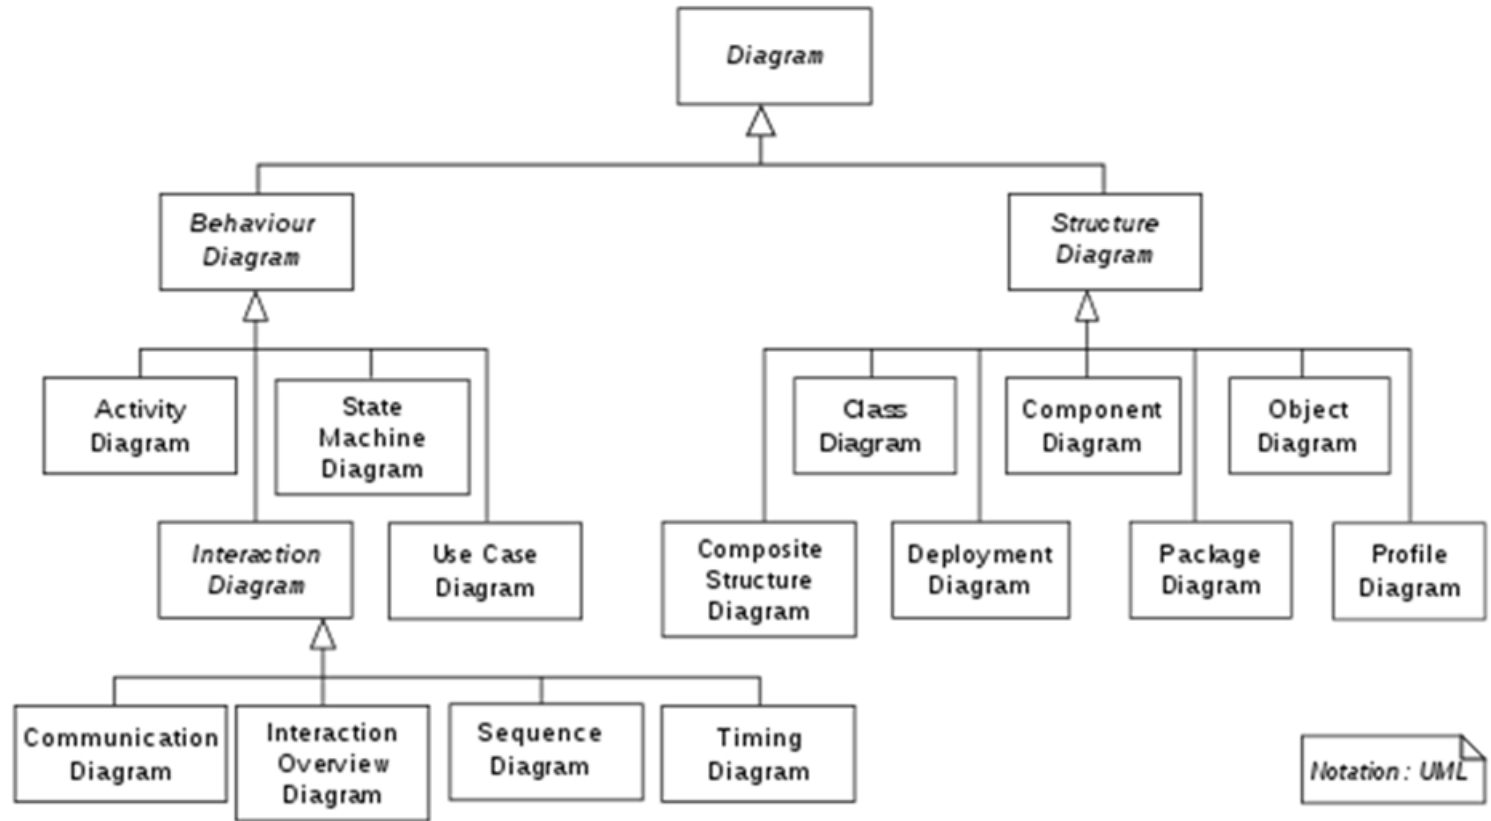 Diagram
Behaviour
Diagram
Structure
Diagram
Activity
Diagram
State
Machine
Diagram
Class
Diagram
Component
Diagram
Object
Diagram
Interaction
Diagram
Use Case
Diagram
Composite
Structure
Diagram
Deployment
Diagram
Package
Diagram
Profile
Diagram
Communication
Diagram
Interaction
Overview
Diagram
Sequence
Diagram
Timing
Diagram
Notation : UML